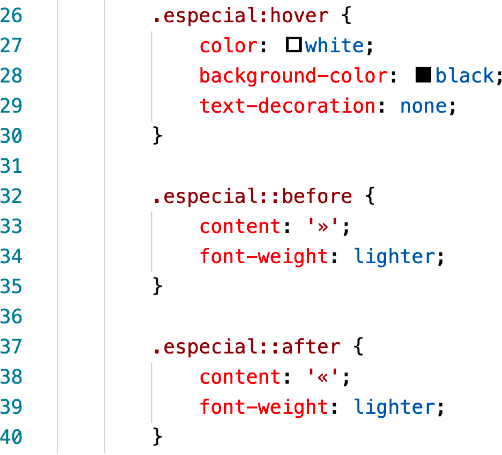 26 .especial:hover {
27 color: white;
28 background-color: black;
29 text-decoration: none;
30 }
31
32 .especial::before {
33 content: '»';
34 font-weight: lighter;
35 }
36
37 .especial::after {
38 content: '«';
39 font-weight: lighter;
40 }